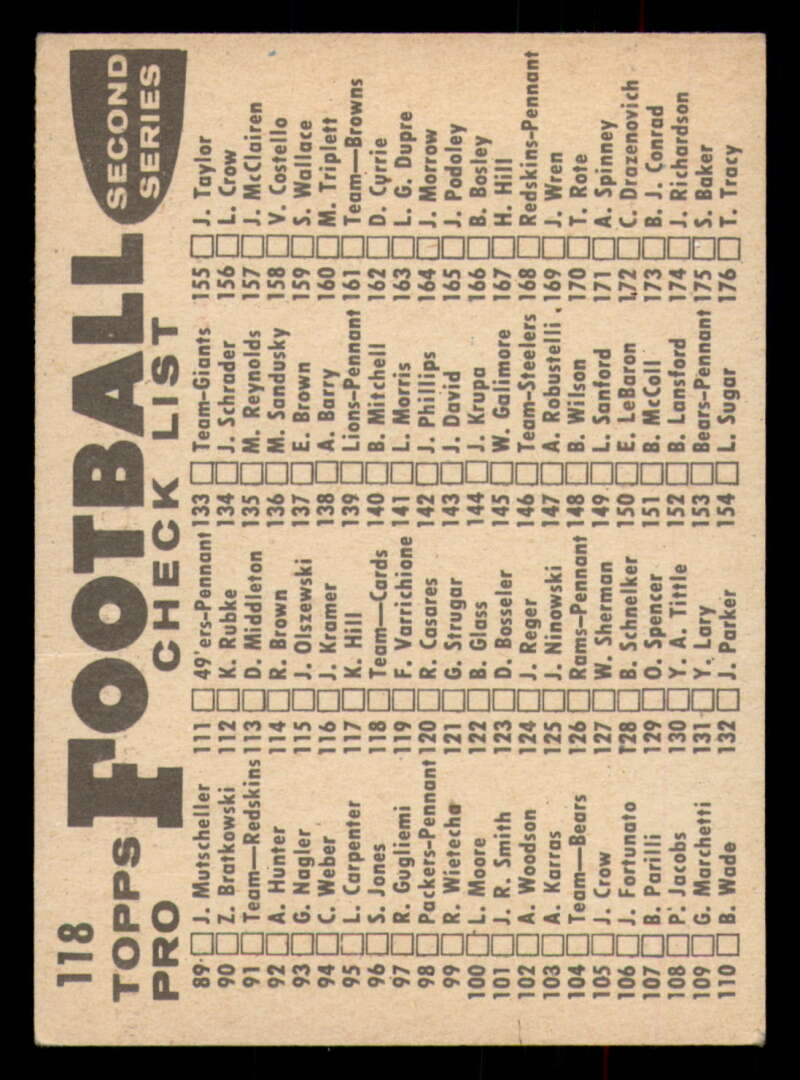 118
TOPPS PRO FOOTBALL SECOND SERIES
CHECK LIST
89 J. Mutscheller
90 Z. Bratkowski
91 Team—Redskins
92 A. Hunter
93 G. Nagler
94 C. Weber
95 L. Carpenter
96 S. Jones
97 R. Gugliemi
98 Packers-Pennant
99 R. Wietecha
100 L. Moore
101 J. R. Smith
102 A. Woodson
103 A. Karras
104 Team—Bears
105 J. Crow
106 J. Fortunato
107 B. Parilli
108 P. Jacobs
109 G. Marchetti
110 B. Wade
111 49'ers-Pennant
112 K. Rubke
113 D. Middleton
114 R. Brown
115 J. Olszewski
116 J. Kramer
117 K. Hill
118 Team—Cards
119 F. Varrichione
120 R. Casares
121 G. Strugar
122 B. Glass
123 D. Bosseler
124 J. Reger
125 J. Ninowski
126 Rams-Pennant
127 W. Sherman
128 B. Schnelker
129 O. Spencer
130 Y. A. Tittle
131 Y. Lary
132 J. Parker
133 Team-Giants
134 J. Schrader
135 M. Reynolds
136 M. Sandusky
137 E. Brown
138 A. Barry
139 Lions-Pennant
140 B. Mitchell
141 L. Morris
142 J. Phillips
143 J. David
144 J. Krupa
145 W. Galimore
146 Team-Steelers
147 A. Robustelli
148 B. Wilson
149 L. Sanford
150 E. LeBaron
151 B. McColl
152 B. Lansford
153 Bears-Pennant
154 L. Sugar
155 J. Taylor
156 L. Crow
157 J. McClairen
158 V. Costello
159 S. Wallace
160 M. Triplett
161 Team—Browns
162 D. Cyrrie
163 L. G. Dupre
164 J. Morrow
165 J. Podoley
166 B. Bosley
167 H. Hill
168 Redskins-Pennant
169 J. Wren
170 T. Rote
171 A. Spinney
172 C. Drazenovich
173 B. J. Conrad
174 J. Richardson
175 S. Baker
176 T. Tracy